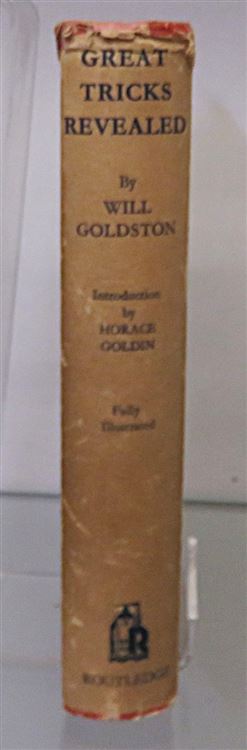 GREAT
TRICKS
REVEALED
By
WILL
GOLDSTON
Introduction
by
HORACE
GOLDIN
Fully
Illustrated
R
ROUTLEDGE